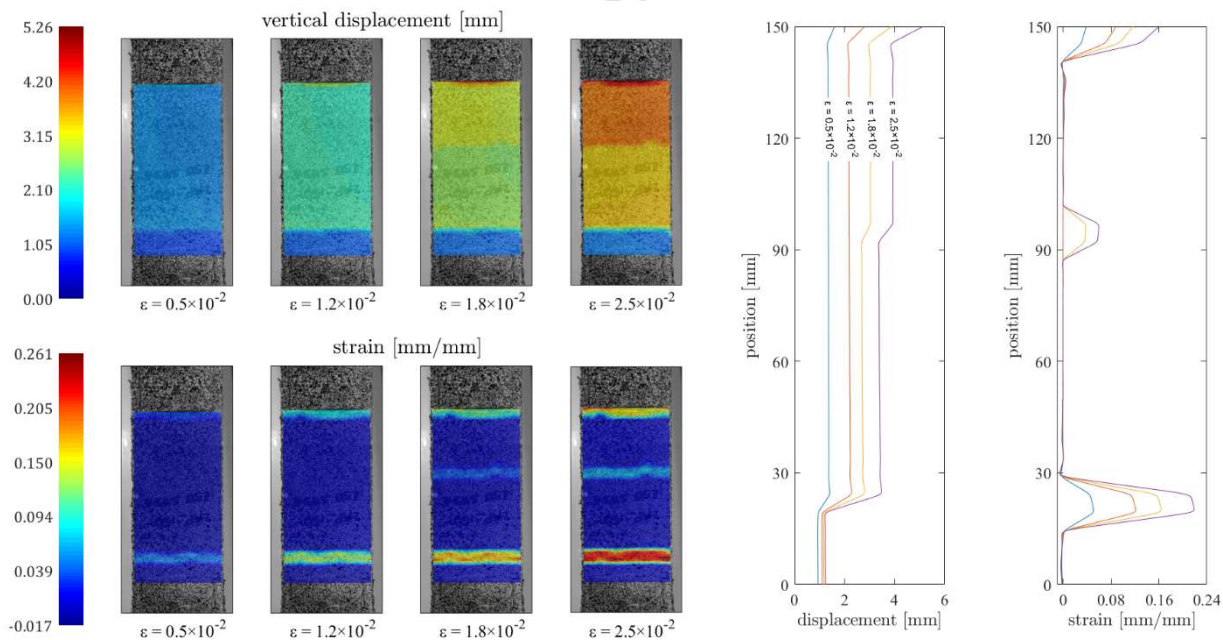 vertical displacement [mm]
5.26
4.20
3.15
2.10
1.05
0.00
ε = 0.5×10⁻²
ε = 1.2×10⁻²
ε = 1.8×10⁻²
ε = 2.5×10⁻²
strain [mm/mm]
0.261
0.205
0.150
0.094
0.039
-0.017
ε = 0.5×10⁻²
ε = 1.2×10⁻²
ε = 1.8×10⁻²
ε = 2.5×10⁻²
150
120
90
60
30
0
position [mm]
ε = 0.5×10⁻²
ε = 1.2×10⁻²
ε = 1.8×10⁻²
ε = 2.5×10⁻²
0 2 4 6
displacement [mm]
150
120
90
60
30
0
position [mm]
0 0.08 0.16 0.24
strain [mm/mm]